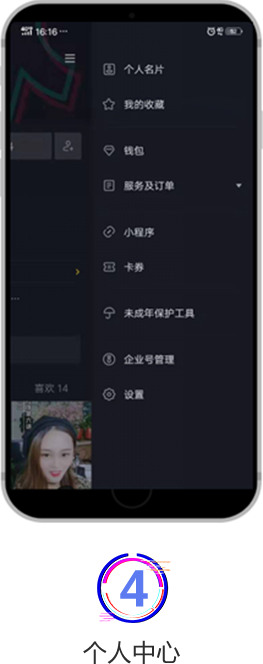 16:16
个人名片
我的收藏
钱包
服务及订单
小程序
卡券
未成年保护工具
企业号管理
设置
喜欢 14
4
个人中心